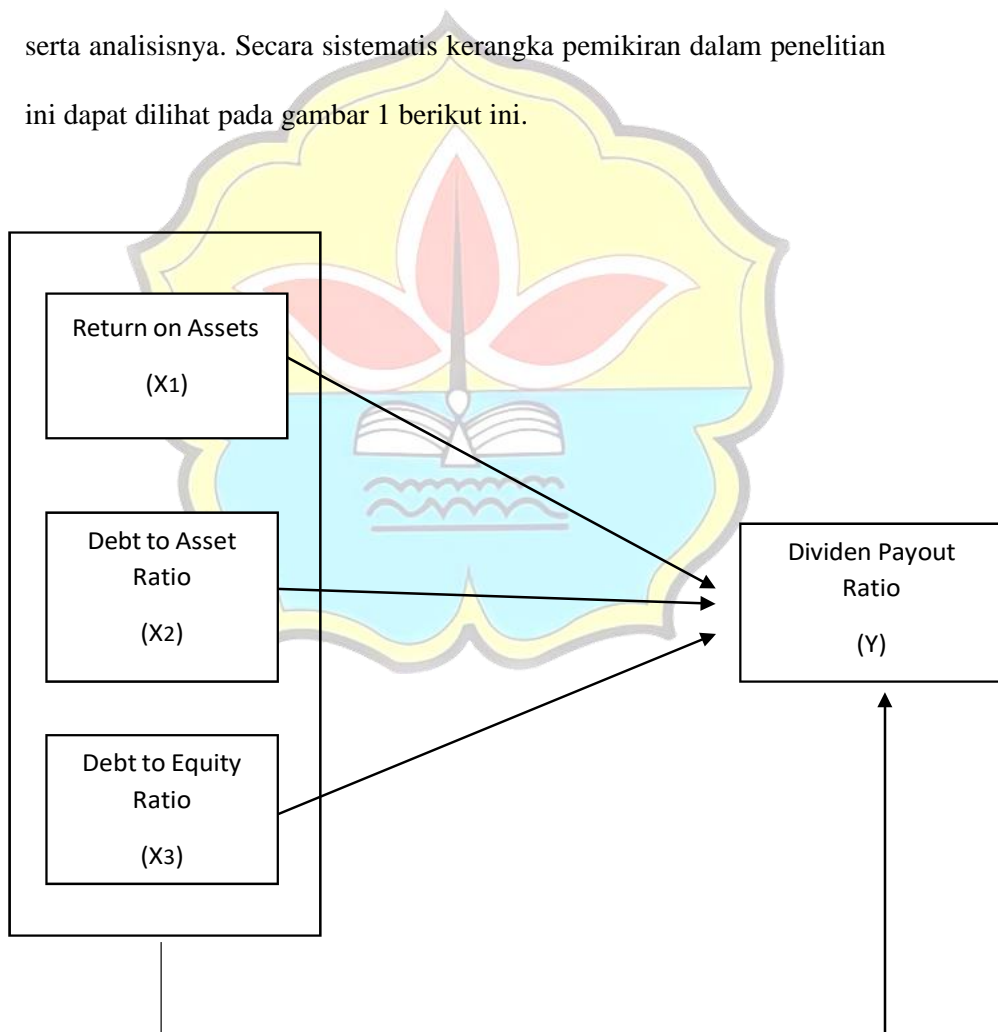 serta analisisnya. Secara sistematis kerangka pemikiran dalam penelitian
ini dapat dilihat pada gambar 1 berikut ini.
Return on Assets
(X1)
Debt to Asset
Ratio
(X2)
Debt to Equity
Ratio
(X3)
Dividen Payout
Ratio
(Y)